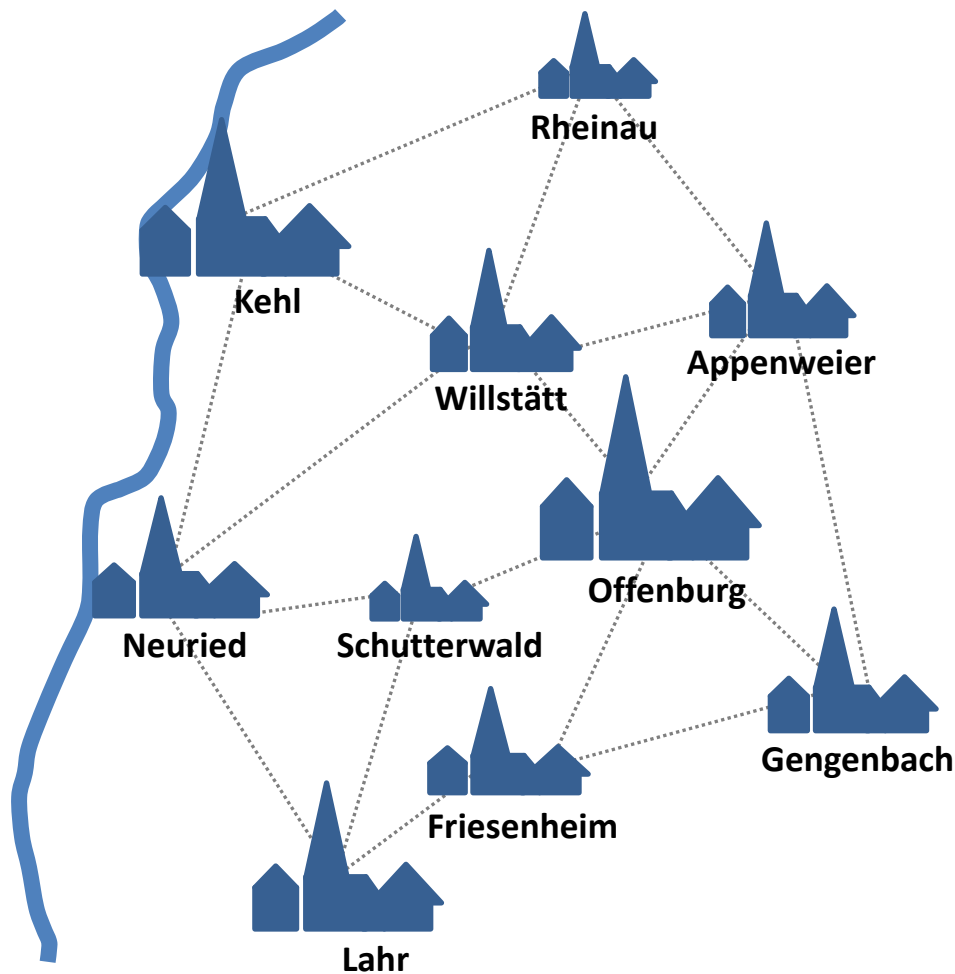 Rheinau
Kehl
Appenweier
Willstätt
Offenburg
Neuried
Schutterwald
Gengenbach
Friesenheim
Lahr